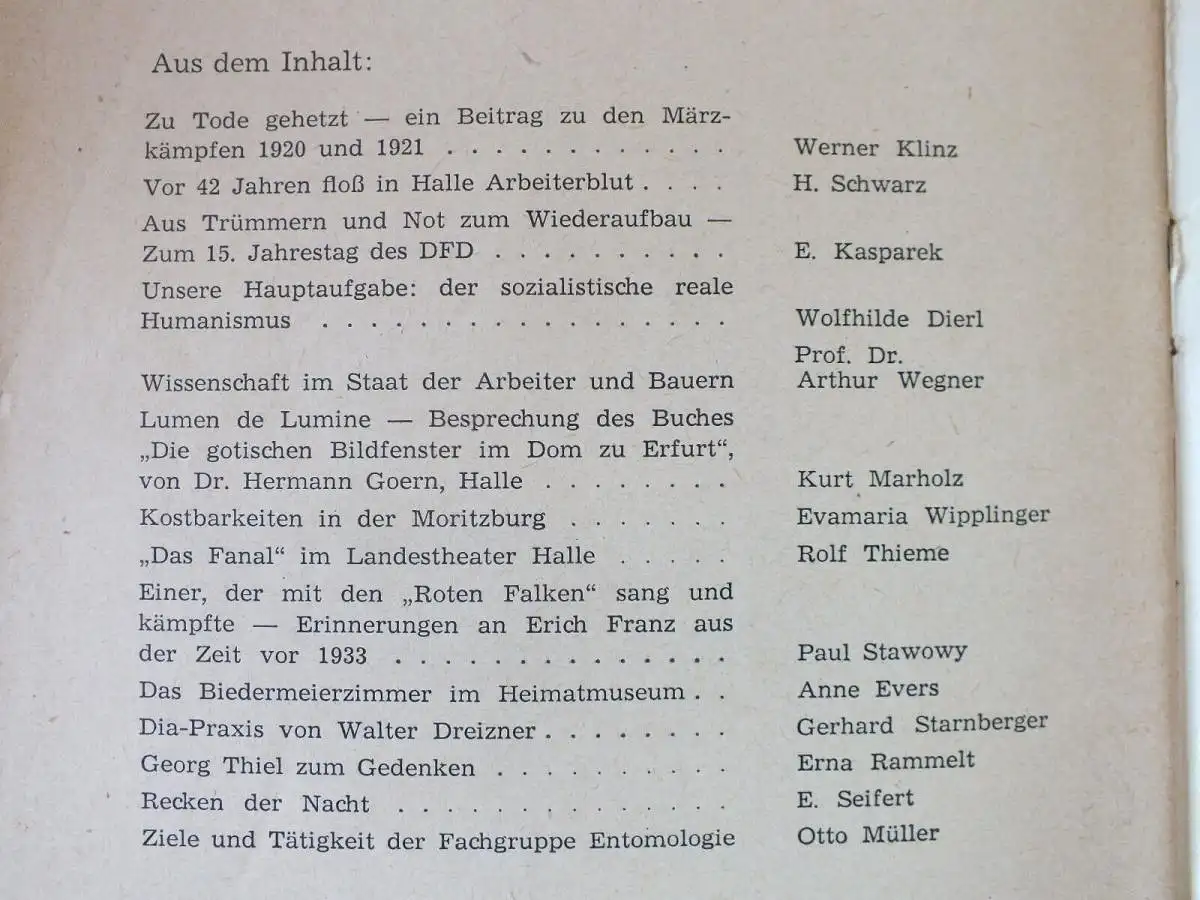 Aus dem Inhalt:
Zu Tode gehetzt — ein Beitrag zu den März-
kämpfen 1920 und 1921 . . . . . . . . . . . . Werner Klinz
Vor 42 Jahren floß in Halle Arbeiterblut . . . . H. Schwarz
Aus Trümmern und Not zum Wiederaufbau —
Zum 15. Jahrestag des DFD . . . . . . . . . . E. Kasparek
Unsere Hauptaufgabe: der sozialistische reale
Humanismus . . . . . . . . . . . . . . . . . Wolfhilde Dierl
Prof. Dr.
Wissenschaft im Staat der Arbeiter und Bauern Arthur Wegner
Lumen de Lumine — Besprechung des Buches
„Die gotischen Bildfenster im Dom zu Erfurt“,
von Dr. Hermann Goern, Halle . . . . . . . . Kurt Marholz
Kostbarkeiten in der Moritzburg . . . . . . . Evamaria Wipplinger
„Das Fanal“ im Landestheater Halle . . . . . Rolf Thieme
Einer, der mit den „Roten Falken“ sang und
kämpfte — Erinnerungen an Erich Franz aus
der Zeit vor 1933 . . . . . . . . . . . . . . Paul Stawowy
Das Biedermeierzimmer im Heimatmuseum . . Anne Evers
Dia-Praxis von Walter Dreizner . . . . . . . . Gerhard Starnberger
Georg Thiel zum Gedenken . . . . . . . . . . Erna Rammelt
Recken der Nacht . . . . . . . . . . . . . . E. Seifert
Ziele und Tätigkeit der Fachgruppe Entomologie Otto Müller